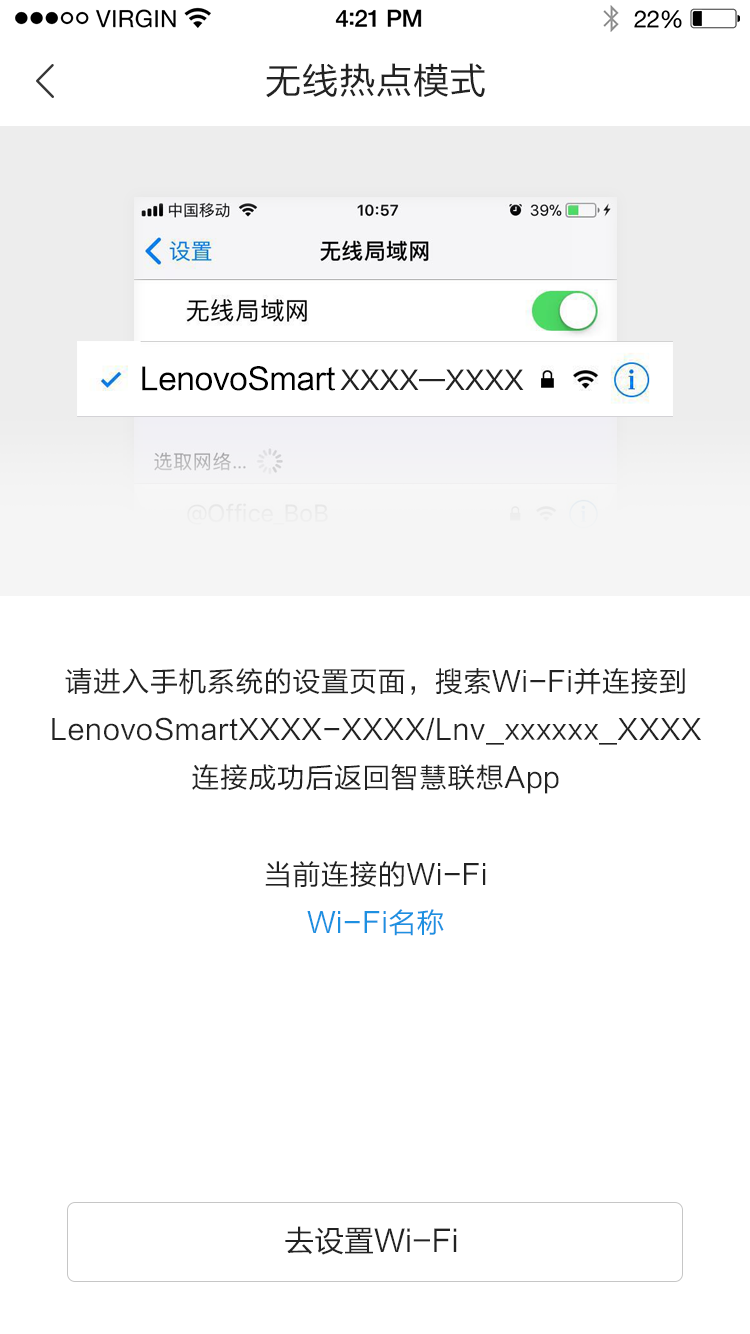 VIRGIN 4:21 PM 22%
无线热点模式
中国移动 10:57 39%
设置 无线局域网
无线局域网
LenovoSmart XXXX—XXXX
选取网络...
@Office_BoB
请进入手机系统的设置页面，搜索Wi-Fi并连接到
LenovoSmartXXXX-XXXX/Lnv_xxxxxx_XXXX
连接成功后返回智慧联想App
当前连接的Wi-Fi
Wi-Fi名称
去设置Wi-Fi